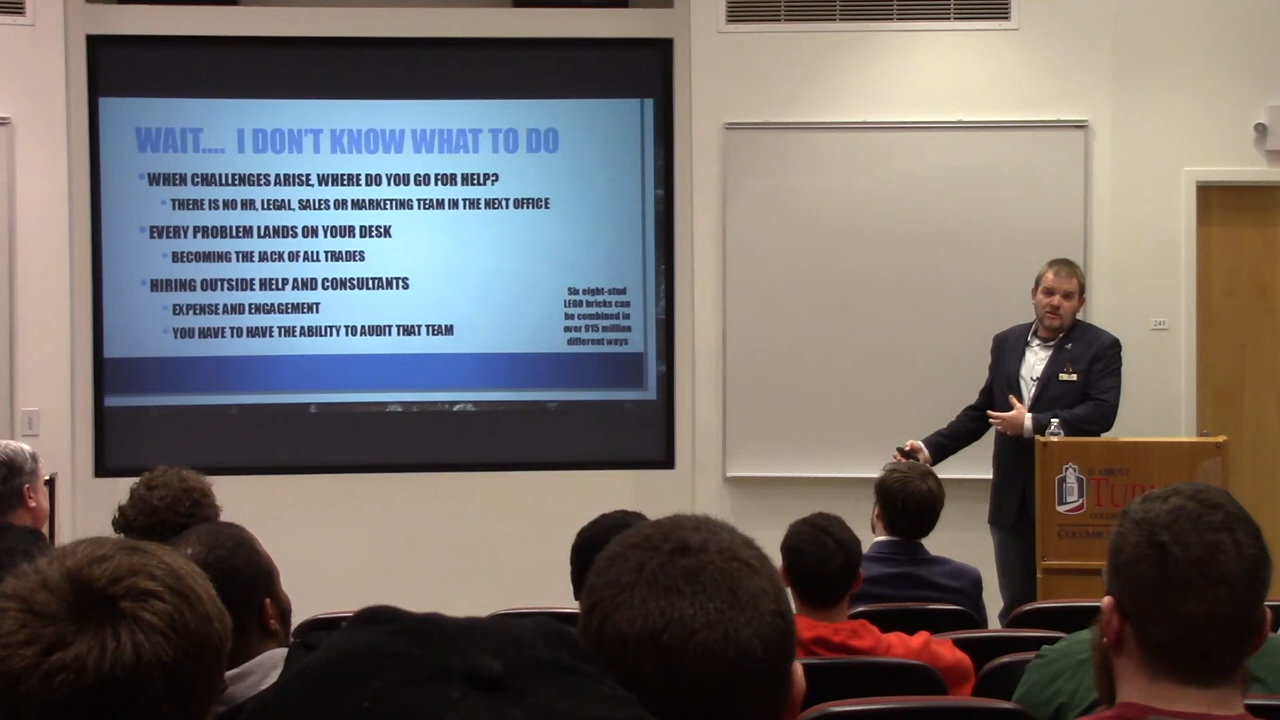 WAIT.... I DON'T KNOW WHAT TO DO
WHEN CHALLENGES ARISE, WHERE DO YOU GO FOR HELP?
THERE IS NO HR, LEGAL, SALES OR MARKETING TEAM IN THE NEXT OFFICE
EVERY PROBLEM LANDS ON YOUR DESK
BECOMING THE JACK OF ALL TRADES
HIRING OUTSIDE HELP AND CONSULTANTS
EXPENSE AND ENGAGEMENT
YOU HAVE TO HAVE THE ABILITY TO AUDIT THAT TEAM
Six eight-stud
LEGO bricks can
be combined in
over 915 million
different ways
241
ABBOTT